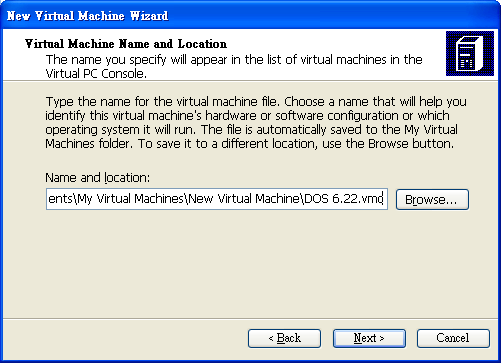 New Virtual Machine Wizard
Virtual Machine Name and Location
The name you specify will appear in the list of virtual machines in the
Virtual PC Console.
Type the name for the virtual machine file. Choose a name that will help you
identify this virtual machine's hardware or software configuration or which
operating system it will run. The file is automatically saved to the My Virtual
Machines folder. To save it to a different location, use the Browse button.
Name and location:
ents\My Virtual Machines\New Virtual Machine\DOS 6.22.vmc
Browse...
< Back
Next >
Cancel